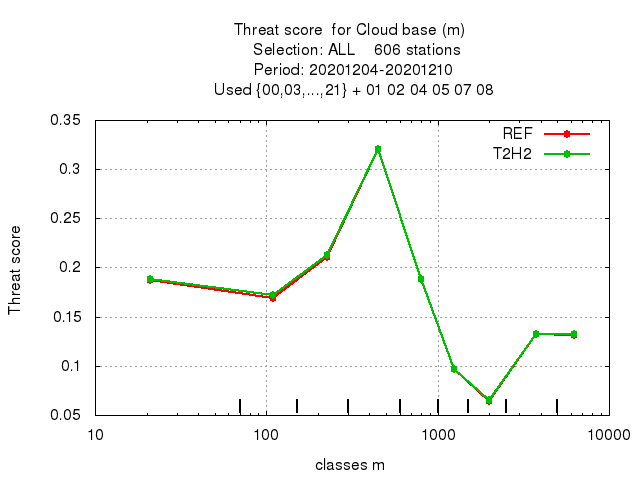 Threat score  for Cloud base (m)
Selection: ALL    606 stations
Period: 20201204-20201210
Used {00,03,...,21} + 01 02 04 05 07 08
REF
T2H2
0.35
0.3
0.25
0.2
0.15
0.1
0.05
Threat score
10 100 1000 10000
classes m